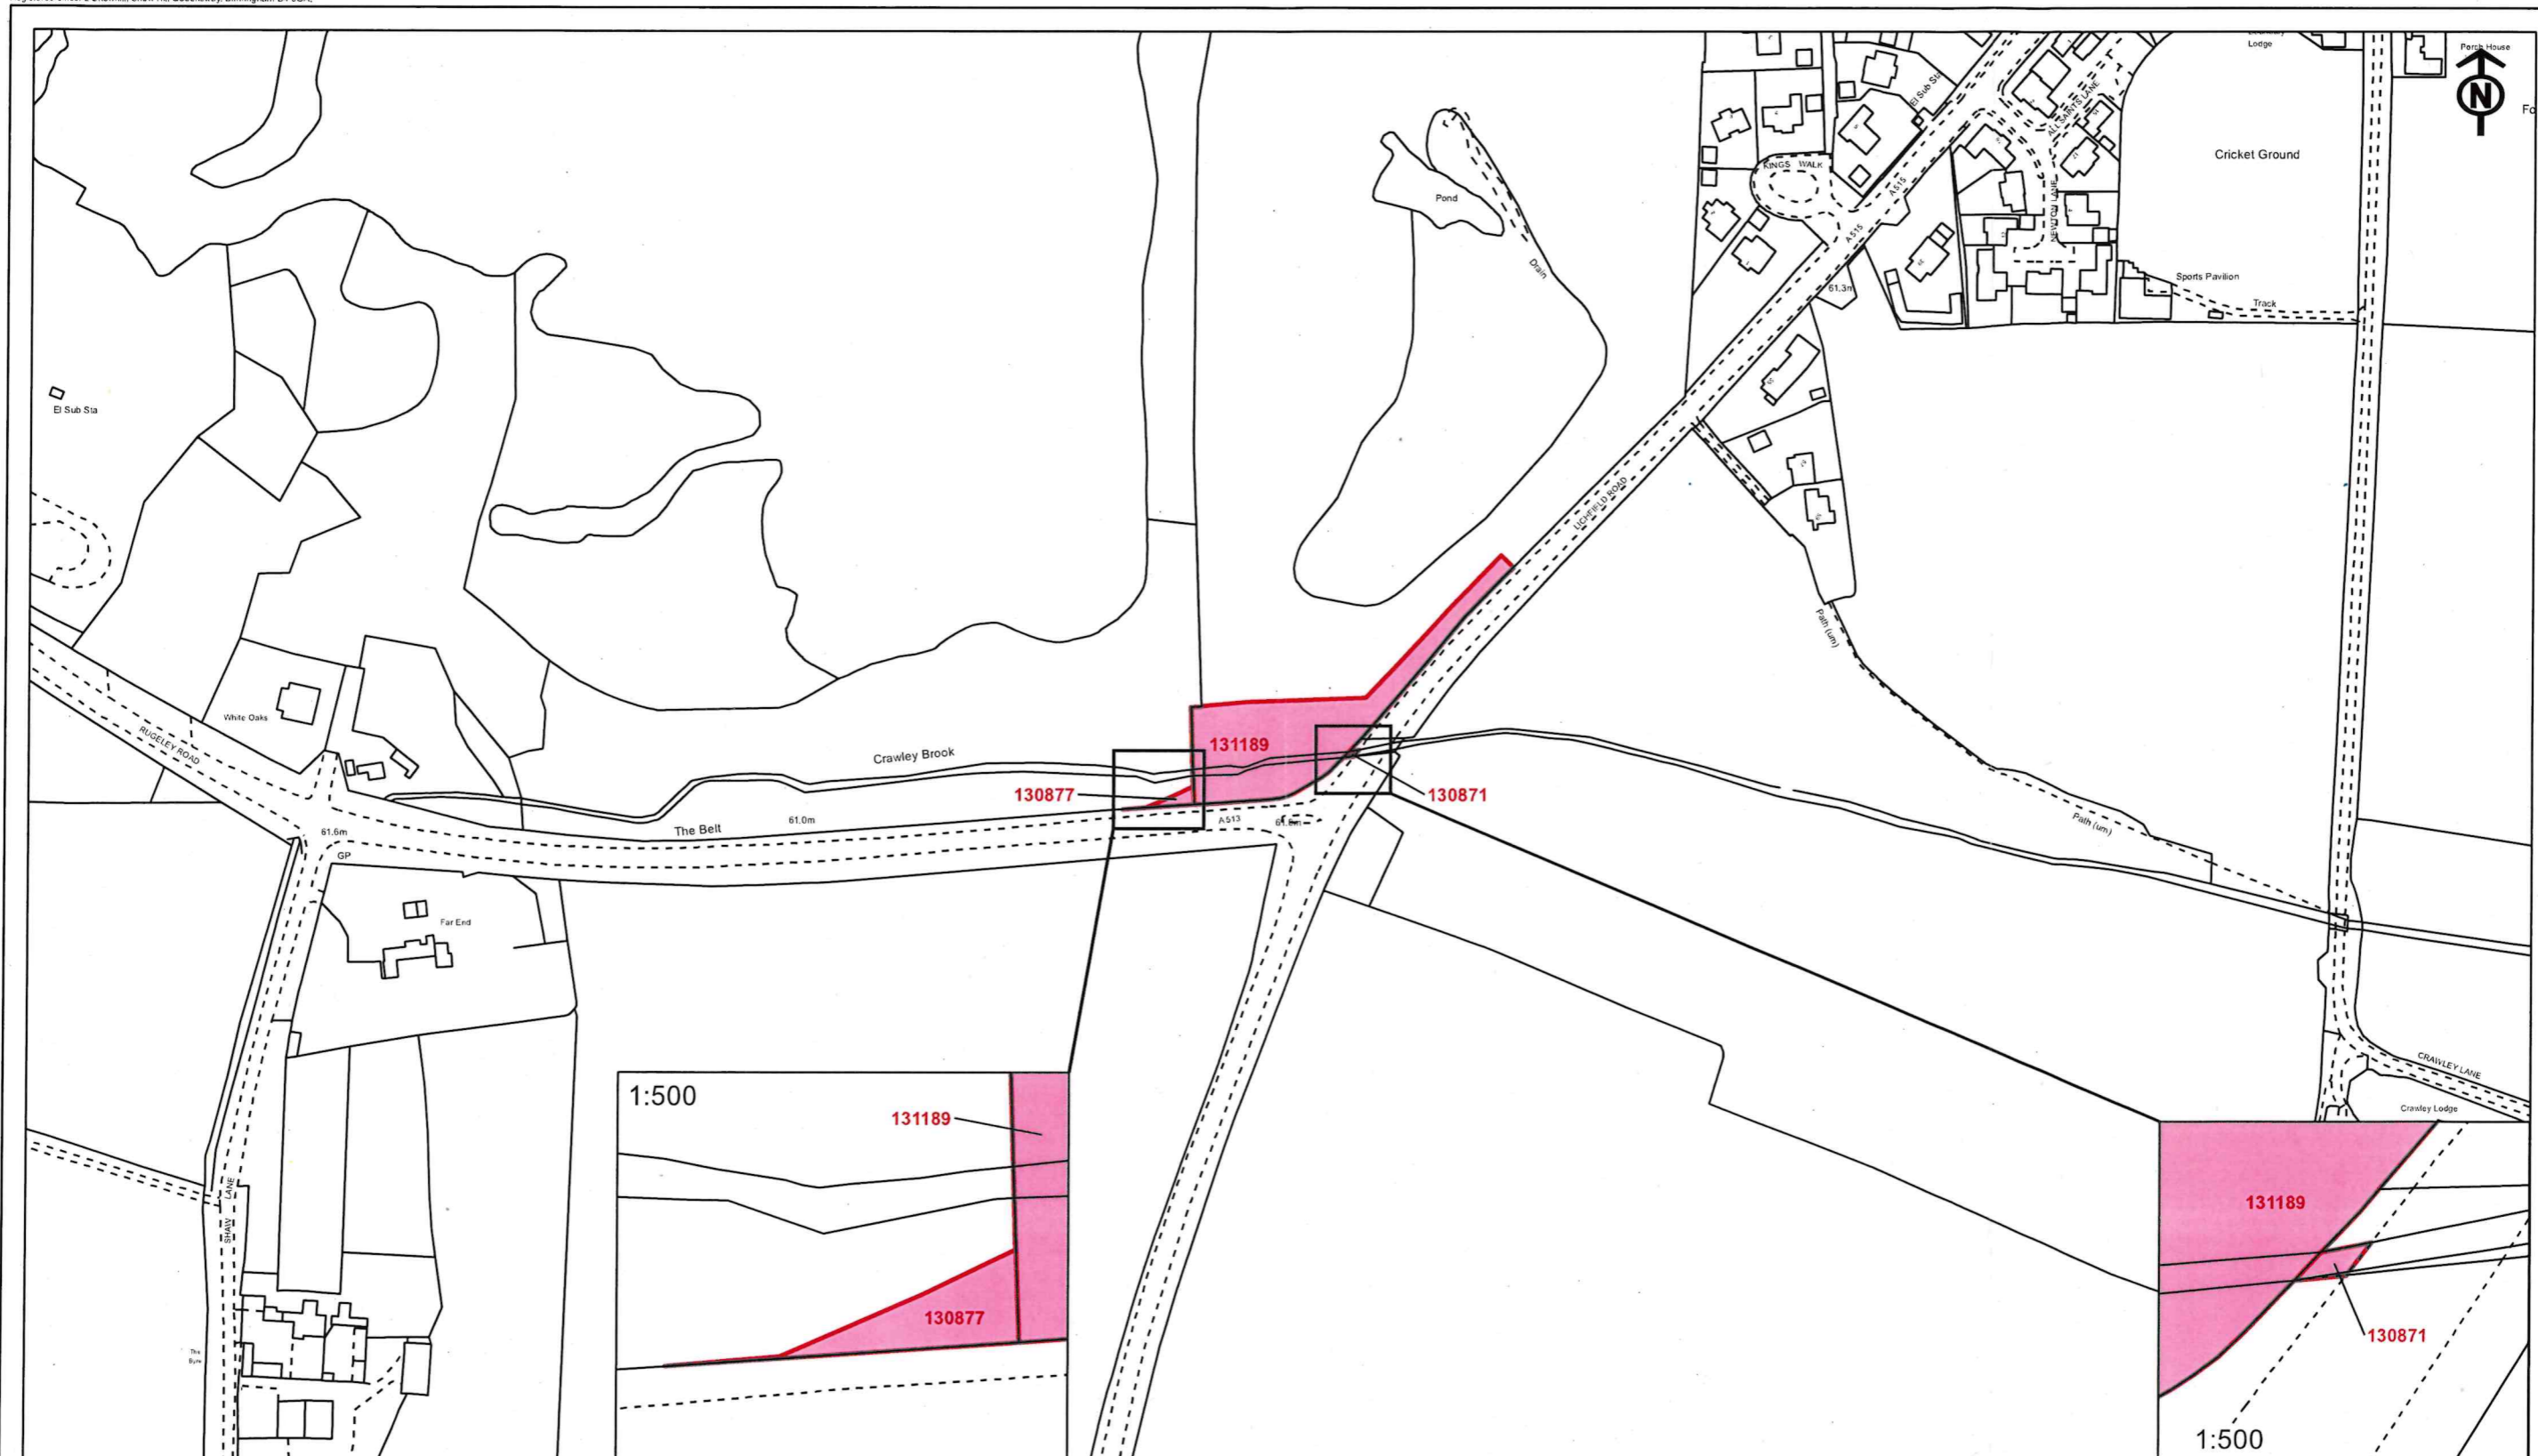 Lodge
Porch House
N
El Sub Sta
ALL SAINTS LANE
Cricket Ground
KINGS WALK
A515
Pond
NEWTON LANE
A515
Drain
Sports Pavilion
61.3m
Track
El Sub Sta
LICHFIELD ROAD
Path (um)
White Oaks
RUGELEY ROAD
131189
Crawley Brook
130877
130871
The Belt
61.0m
A513
61.6m
GP
Path (um)
Far End
CRAWLEY LANE
Crawley Lodge
1:500
131189
130877
SHAW LANE
The
131189
130871
1:500